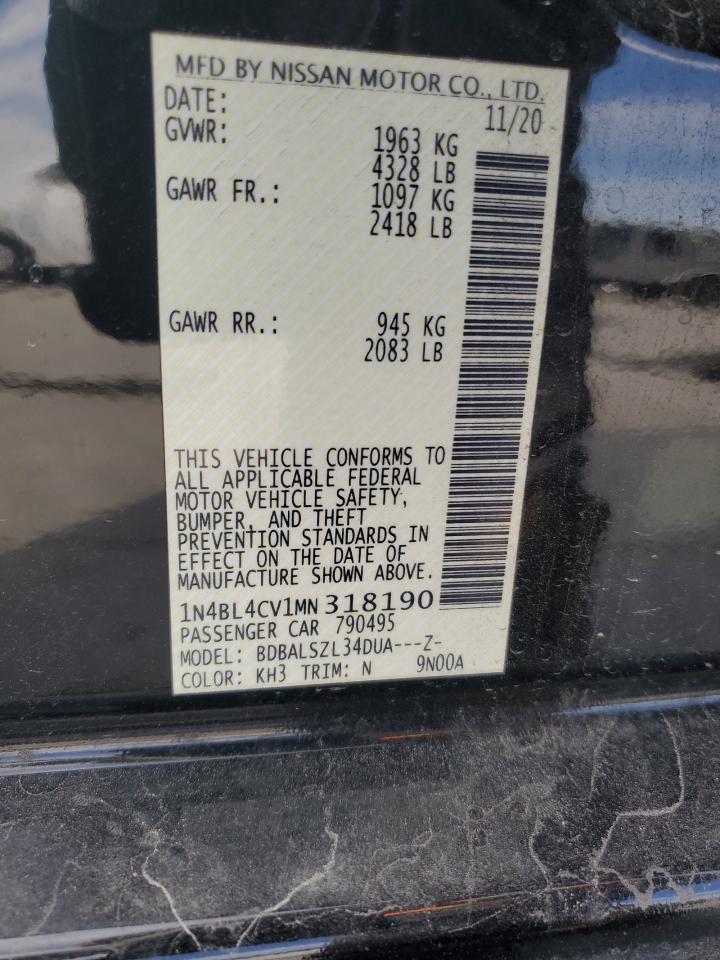 MFD BY NISSAN MOTOR CO., LTD.
DATE: 11/20
GVWR: 1963 KG
4328 LB
GAWR FR.: 1097 KG
2418 LB
GAWR RR.: 945 KG
2083 LB
THIS VEHICLE CONFORMS TO
ALL APPLICABLE FEDERAL
MOTOR VEHICLE SAFETY,
BUMPER, AND THEFT
PREVENTION STANDARDS IN
EFFECT ON THE DATE OF
MANUFACTURE SHOWN ABOVE.
1N4BL4CV1MN318190
PASSENGER CAR 790495
MODEL: BDBALSZL34DUA---Z-
COLOR: KH3 TRIM: N 9N00A